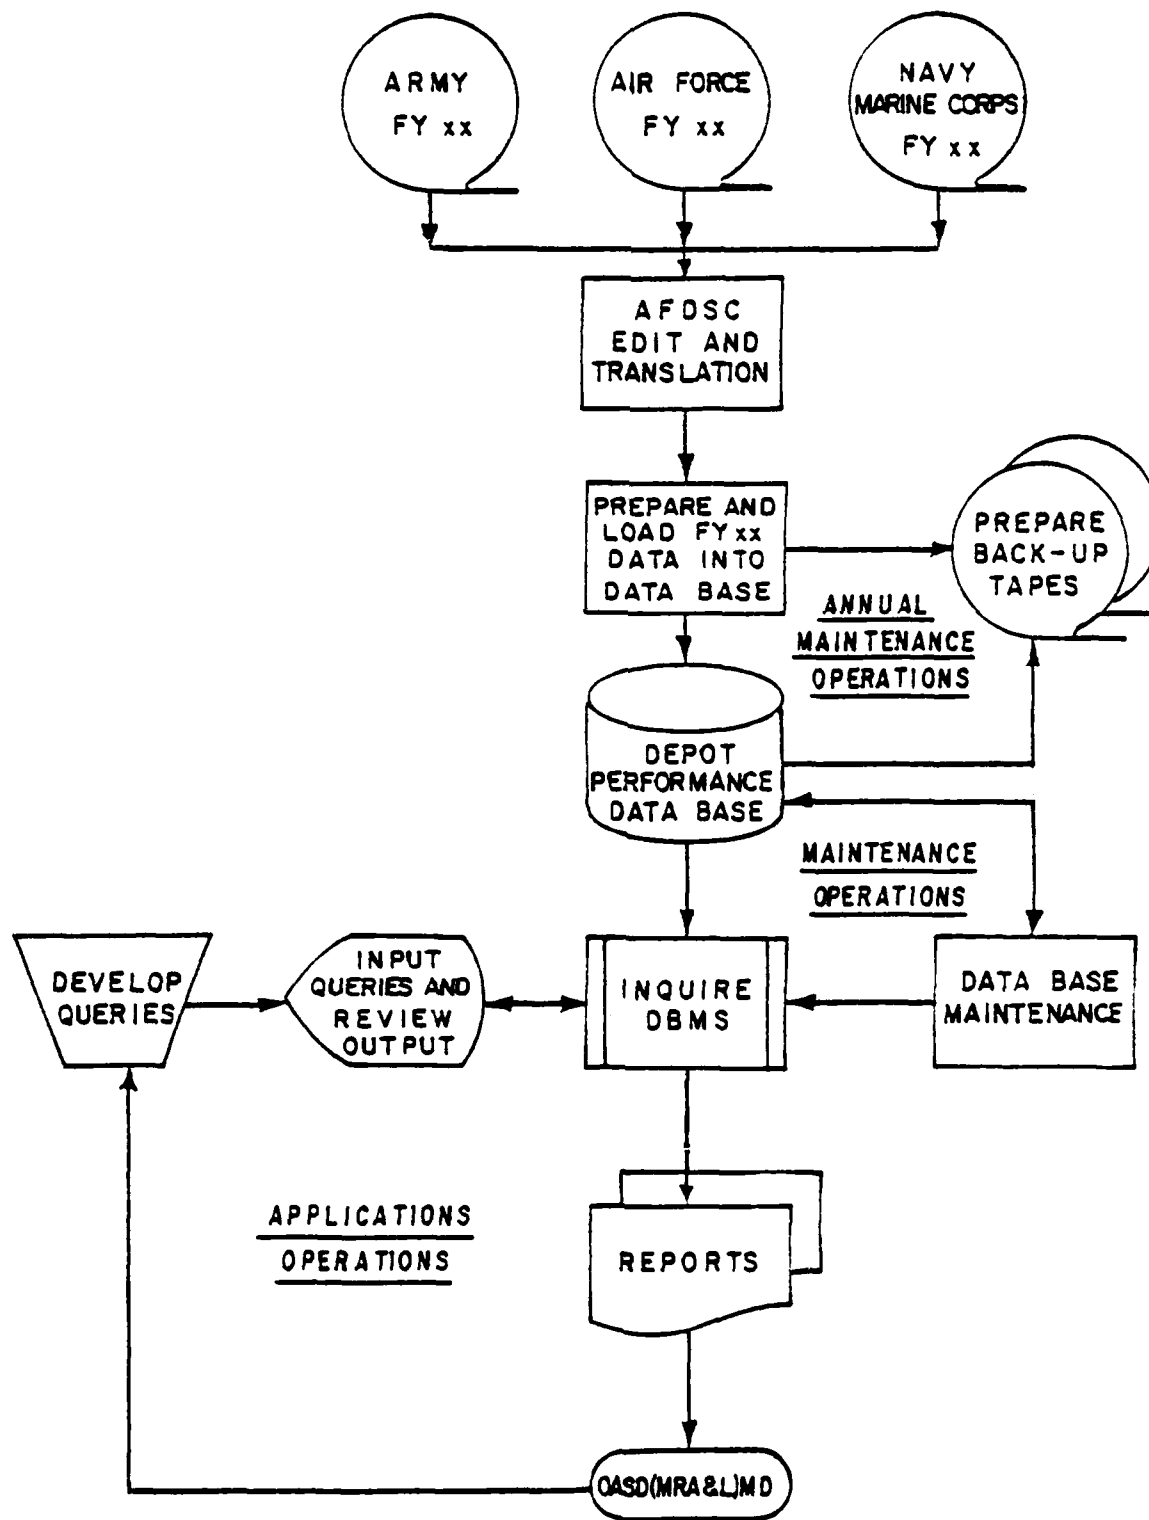 ARMY
FY xx
AIR FORCE
FY xx
NAVY
MARINE CORPS
FY xx
AFDSC
EDIT AND
TRANSLATION
PREPARE AND
LOAD FY xx
DATA INTO
DATA BASE
PREPARE
BACK-UP
TAPES
ANNUAL
MAINTENANCE
OPERATIONS
DEPOT
PERFORMANCE
DATA BASE
MAINTENANCE
OPERATIONS
DEVELOP
QUERIES
INPUT
QUERIES AND
REVIEW
OUTPUT
INQUIRE
DBMS
DATA BASE
MAINTENANCE
APPLICATIONS
OPERATIONS
REPORTS
OASD(MRA&L)MD